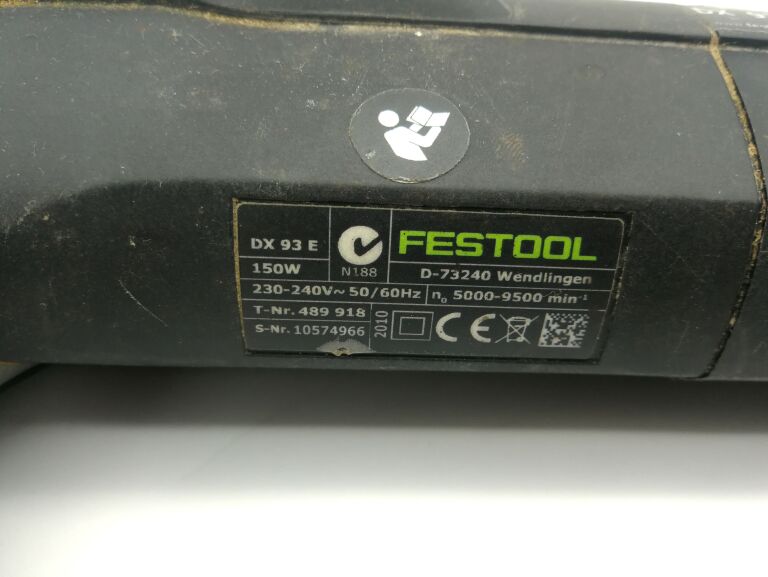 DX 93 E
150W
N188
FESTOOL
D-73240 Wendlingen
230-240V~ 50/60Hz
n₀ 5000-9500 min⁻¹
T-Nr. 489 918
S-Nr. 10574966
2010
CE